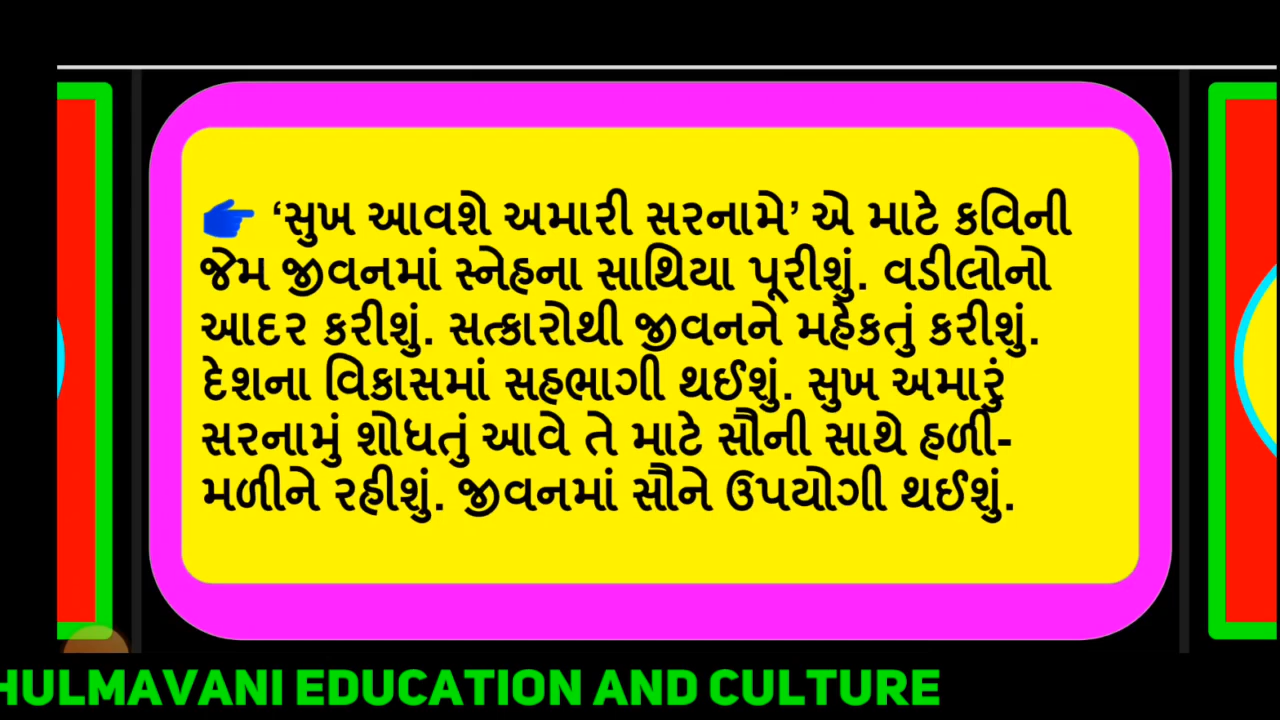 👉 ‘સુખ આવશે અમારી સરનામે’ એ માટે કવિની
જેમ જીવનમાં સ્નેહના સાથિયા પૂરીશું. વડીલોનો
આદર કરીશું. સત્કારોથી જીવનને મહેકતું કરીશું.
દેશના વિકાસમાં સહભાગી થઈશું. સુખ અમારું
સરનામું શોધતું આવે તે માટે સૌની સાથે હળી-
મળીને રહીશું. જીવનમાં સૌને ઉપયોગી થઈશું.
HULMAVANI EDUCATION AND CULTURE